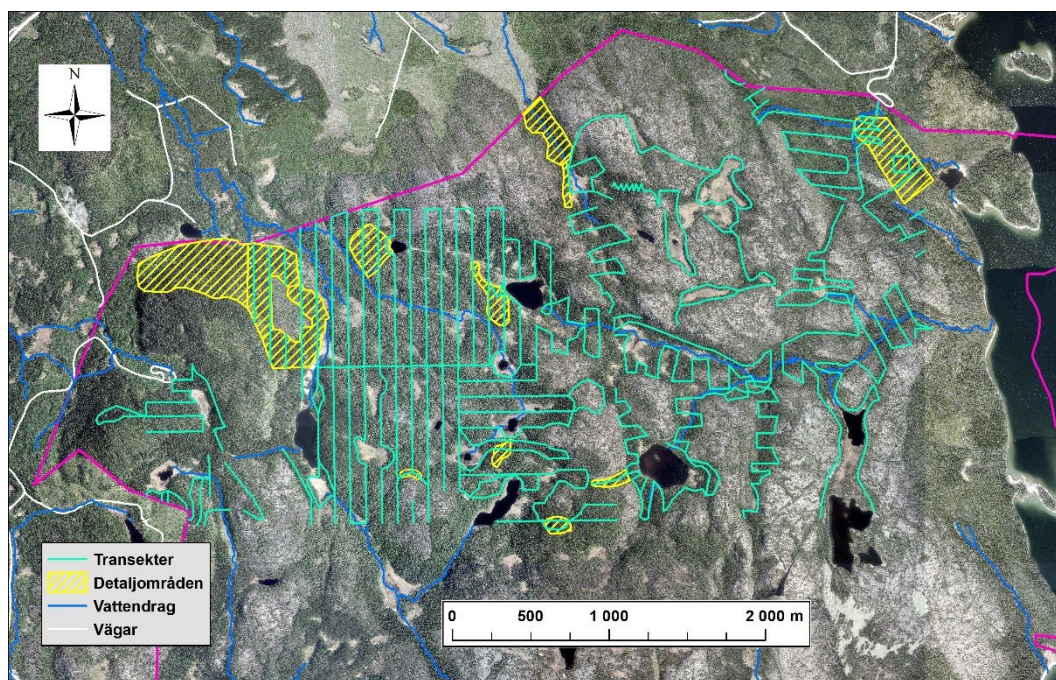 N
Transekter
Detaljområden
Vattendrag
Vägar
0 500 1 000 2 000 m